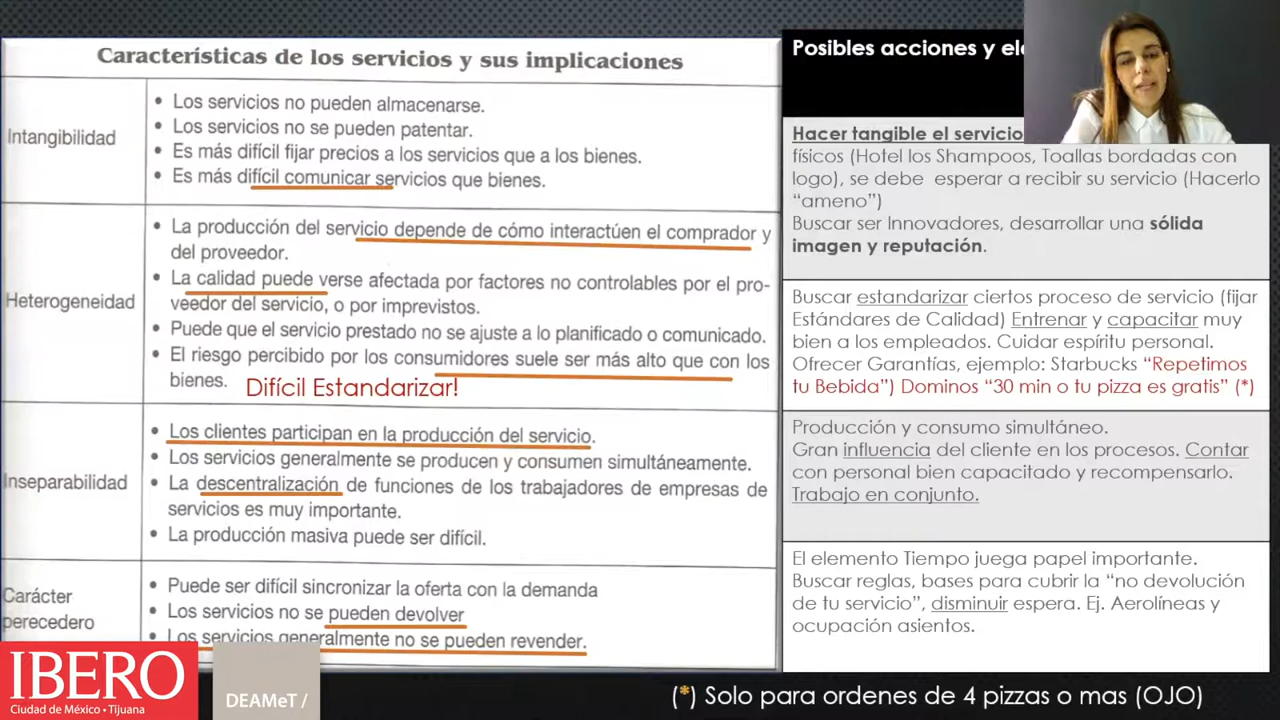 Características de los servicios y sus implicaciones
Intangibilidad
• Los servicios no pueden almacenarse.
• Los servicios no se pueden patentar.
• Es más difícil fijar precios a los servicios que a los bienes.
• Es más difícil comunicar servicios que bienes.
Heterogeneidad
• La producción del servicio depende de cómo interactúen el comprador y
del proveedor.
• La calidad puede verse afectada por factores no controlables por el pro-
veedor del servicio, o por imprevistos.
• Puede que el servicio prestado no se ajuste a lo planificado o comunicado.
• El riesgo percibido por los consumidores suele ser más alto que con los
bienes.
Difícil Estandarizar!
Inseparabilidad
• Los clientes participan en la producción del servicio.
• Los servicios generalmente se producen y consumen simultáneamente.
• La descentralización de funciones de los trabajadores de empresas de
servicios es muy importante.
• La producción masiva puede ser difícil.
Carácter
perecedero
• Puede ser difícil sincronizar la oferta con la demanda
• Los servicios no se pueden devolver
• Los servicios generalmente no se pueden revender.
Posibles acciones y
Hacer tangible el servicio
físicos (Hotel los Shampoos, Toallas bordadas con
logo), se debe esperar a recibir su servicio (Hacerlo
“ameno”)
Buscar ser Innovadores, desarrollar una sólida
imagen y reputación.
Buscar estandarizar ciertos proceso de servicio (fijar
Estándares de Calidad) Entrenar y capacitar muy
bien a los empleados. Cuidar espíritu personal.
Ofrecer Garantías, ejemplo: Starbucks “Repetimos
tu Bebida”) Dominos “30 min o tu pizza es gratis” (*)
Producción y consumo simultáneo.
Gran influencia del cliente en los procesos. Contar
con personal bien capacitado y recompensarlo.
Trabajo en conjunto.
El elemento Tiempo juega papel importante.
Buscar reglas, bases para cubrir la “no devolución
de tu servicio”, disminuir espera. Ej. Aerolíneas y
ocupación asientos.
IBERO
Ciudad de México • Tijuana
DEAMeT /
(*) Solo para ordenes de 4 pizzas o mas (OJO)